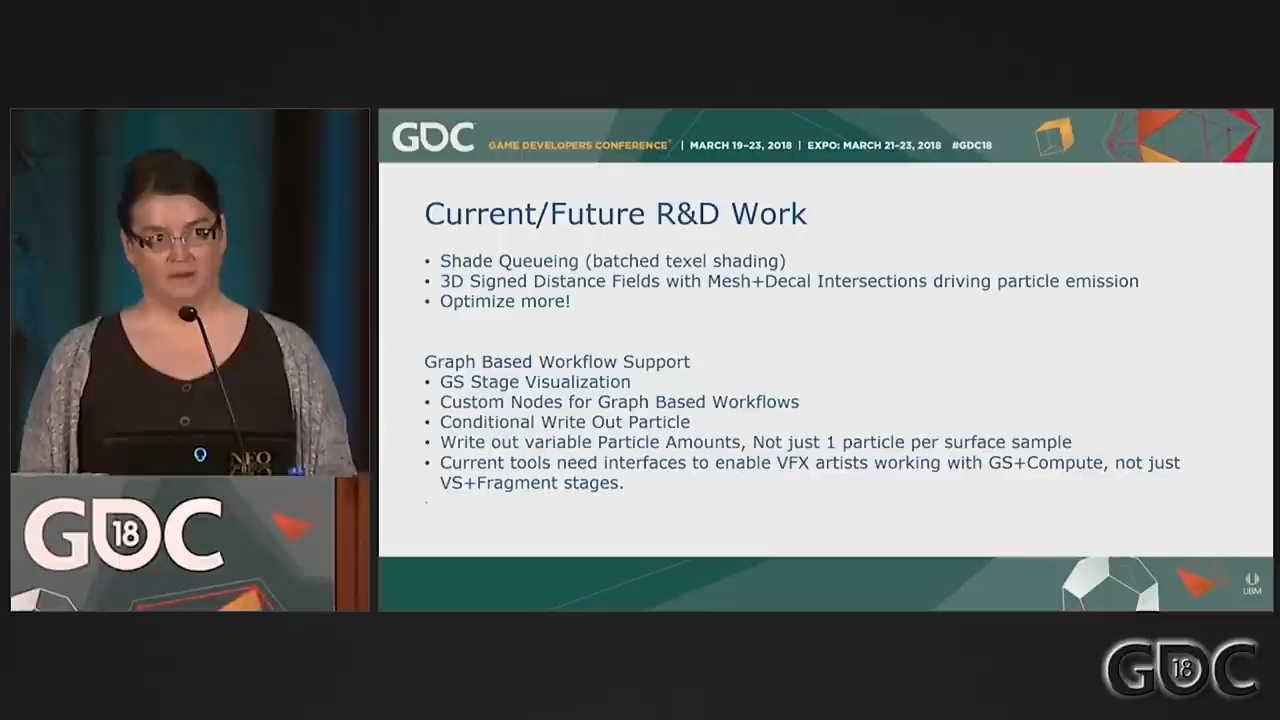 GDC
GAME DEVELOPERS CONFERENCE | MARCH 19–23, 2018 | EXPO: MARCH 21–23, 2018 #GDC18
Current/Future R&D Work
• Shade Queueing (batched texel shading)
• 3D Signed Distance Fields with Mesh+Decal Intersections driving particle emission
• Optimize more!
Graph Based Workflow Support
• GS Stage Visualization
• Custom Nodes for Graph Based Workflows
• Conditional Write Out Particle
• Write out variable Particle Amounts, Not just 1 particle per surface sample
• Current tools need interfaces to enable VFX artists working with GS+Compute, not just
VS+Fragment stages.
UBM
NEO
GEO
GDC 18
GDC 18